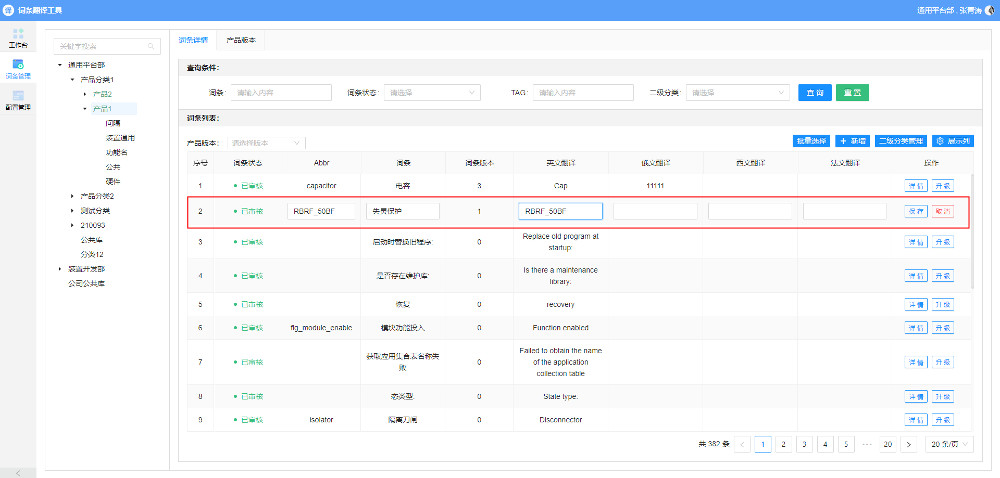 译 词条翻译工具
通用平台部 , 张青涛
工作台
词条管理
配置管理
关键字搜索
通用平台部
产品分类1
产品2
产品1
间隔
装置通用
功能名
公共
硬件
产品分类2
测试分类
210093
公共库
分类12
装置开发部
公司公共库
词条详情 产品版本
查询条件:
词条: 请输入内容 词条状态: 请选择 TAG: 请输入内容 二级分类: 请选择 查 询 重 置
词条列表:
产品版本: 请选择版本 批量选择 + 新增 二级分类管理 展示列
序号 词条状态 Abbr 词条 词条版本 英文翻译 俄文翻译 西文翻译 法文翻译 操作
1 已审核 capacitor 电容 3 Cap 11111 详 情 升 级
2 已审核 RBRF_50BF 失灵保护 1 RBRF_50BF 保 存 取 消
3 已审核 启动时替换旧程序: 0 Replace old program at
startup: 详 情 升 级
4 已审核 是否存在维护库: 0 Is there a maintenance
library: 详 情 升 级
5 已审核 恢复 0 recovery 详 情 升 级
6 已审核 flg_module_enable 模块功能投入 0 Function enabled 详 情 升 级
7 已审核 获取应用集合表名称失
败 0 Failed to obtain the name
of the application
collection table 详 情 升 级
8 已审核 态类型: 0 State type: 详 情 升 级
9 已审核 isolator 隔离刀闸 0 Disconnector 详 情 升 级
共 382 条 < 1 2 3 4 5 ••• 20 > 20 条/页